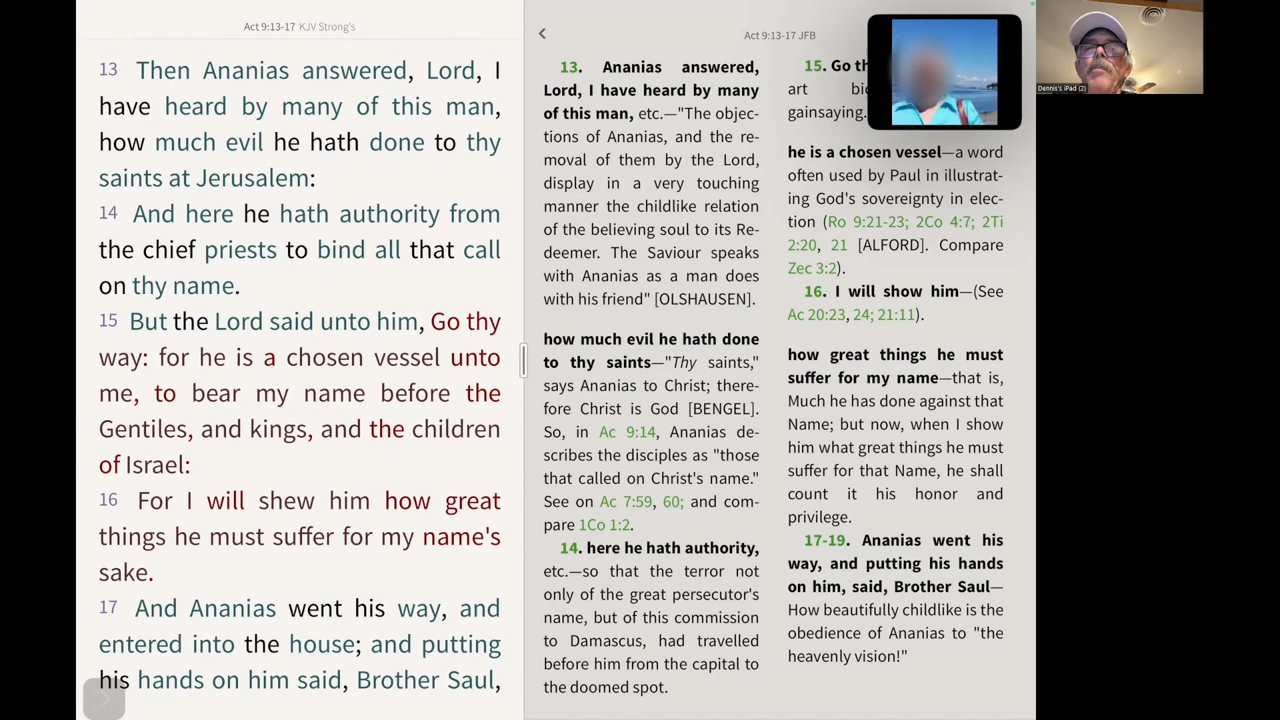 Act 9:13-17 KJV Strong's
13 Then Ananias answered, Lord, I
have heard by many of this man,
how much evil he hath done to thy
saints at Jerusalem:
14 And here he hath authority from
the chief priests to bind all that call
on thy name.
15 But the Lord said unto him, Go thy
way: for he is a chosen vessel unto
me, to bear my name before the
Gentiles, and kings, and the children
of Israel:
16 For I will shew him how great
things he must suffer for my name's
sake.
17 And Ananias went his way, and
entered into the house; and putting
his hands on him said, Brother Saul,
Act 9:13-17 JFB
13. Ananias answered,
Lord, I have heard by many
of this man, etc.—"The objec-
tions of Ananias, and the re-
moval of them by the Lord,
display in a very touching
manner the childlike relation
of the believing soul to its Re-
deemer. The Saviour speaks
with Ananias as a man does
with his friend" [OLSHAUSEN].
how much evil he hath done
to thy saints—"Thy saints,"
says Ananias to Christ; there-
fore Christ is God [BENGEL].
So, in Ac 9:14, Ananias de-
scribes the disciples as "those
that called on Christ's name."
See on Ac 7:59, 60; and com-
pare 1Co 1:2.
14. here he hath authority,
etc.—so that the terror not
only of the great persecutor's
name, but of this commission
to Damascus, had travelled
before him from the capital to
the doomed spot.
15. Go th
art bid
gainsaying.
he is a chosen vessel—a word
often used by Paul in illustrat-
ing God's sovereignty in elec-
tion (Ro 9:21-23; 2Co 4:7; 2Ti
2:20, 21 [ALFORD]. Compare
Zec 3:2).
16. I will show him—(See
Ac 20:23, 24; 21:11).
how great things he must
suffer for my name—that is,
Much he has done against that
Name; but now, when I show
him what great things he must
suffer for that Name, he shall
count it his honor and
privilege.
17-19. Ananias went his
way, and putting his hands
on him, said, Brother Saul—
How beautifully childlike is the
obedience of Ananias to "the
heavenly vision!"
Dennis's iPad (2)